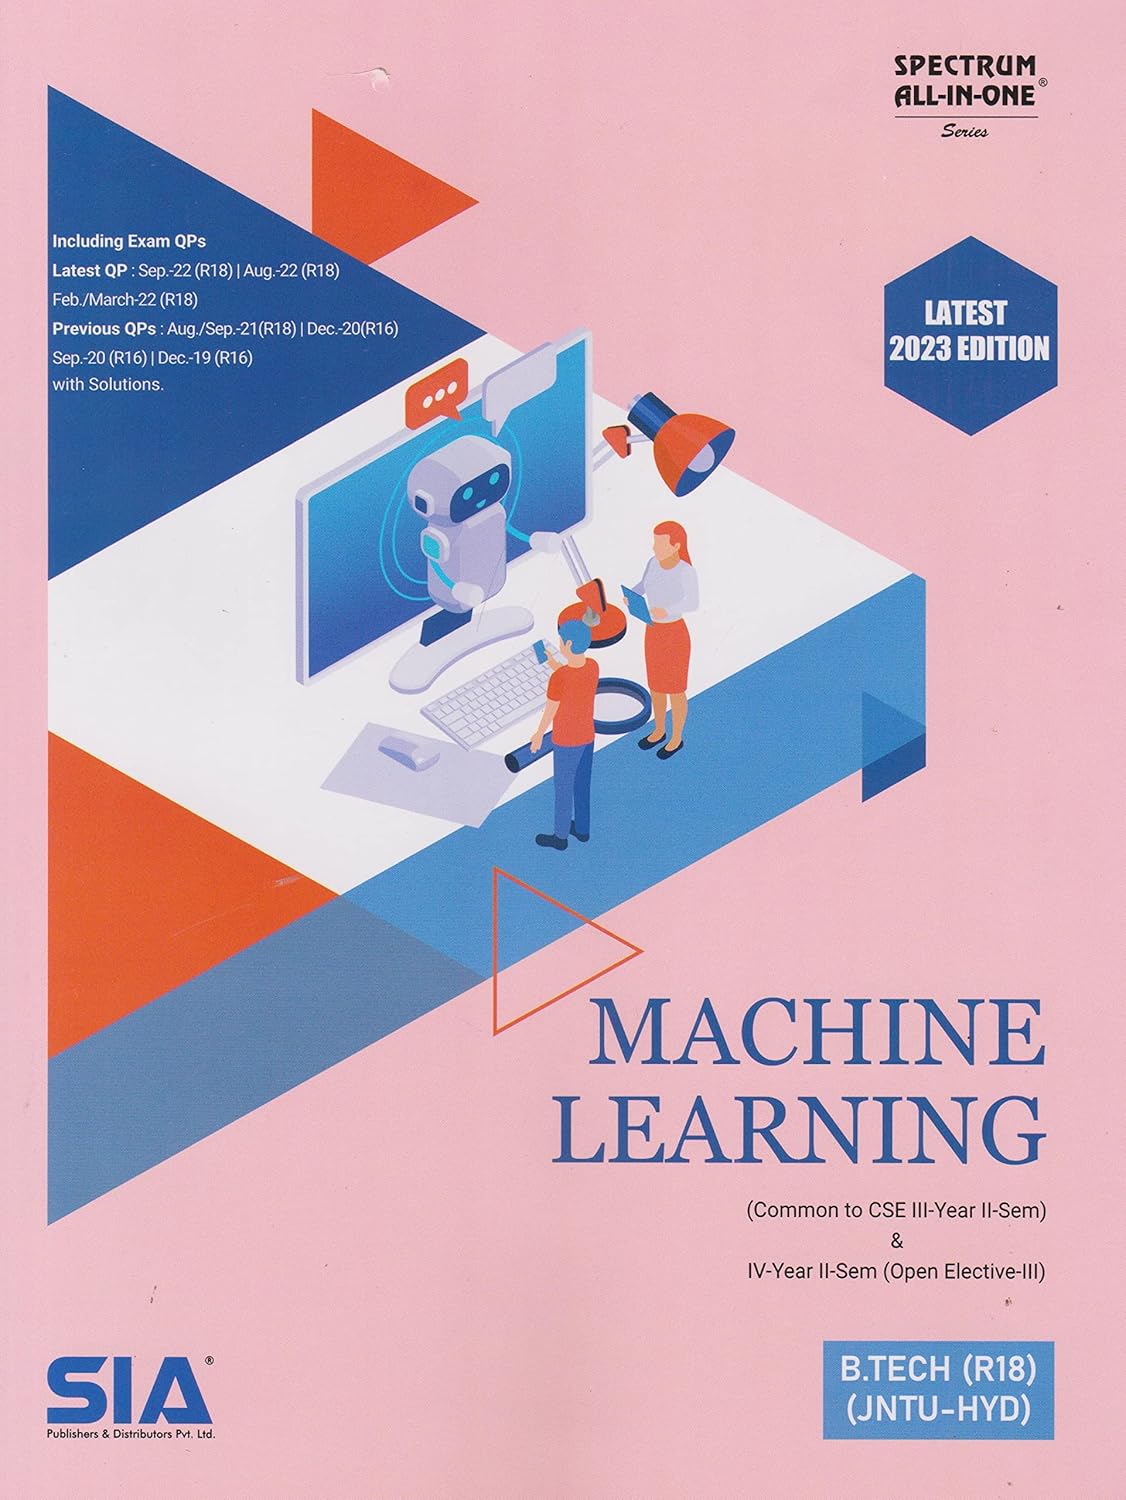 SPECTRUM
ALL-IN-ONE®
Series
Including Exam QPs
Latest QP : Sep.-22 (R18) | Aug.-22 (R18)
Feb./March-22 (R18)
Previous QPs : Aug./Sep.-21(R18) | Dec.-20(R16)
Sep.-20 (R16) | Dec.-19 (R16)
with Solutions.
LATEST
2023 EDITION
MACHINE
LEARNING
(Common to CSE III-Year II-Sem)
&
IV-Year II-Sem (Open Elective-III)
B.TECH (R18)
(JNTU-HYD)
SIA®
Publishers & Distributors Pvt. Ltd.